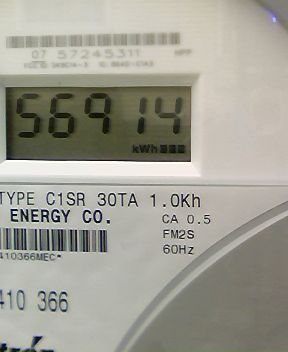 07 57245311
56914
kWh
TYPE C1SR 30TA 1.0Kh
ENERGY CO.
CA 0.5
FM2S
60Hz
410366MEC*
410 366